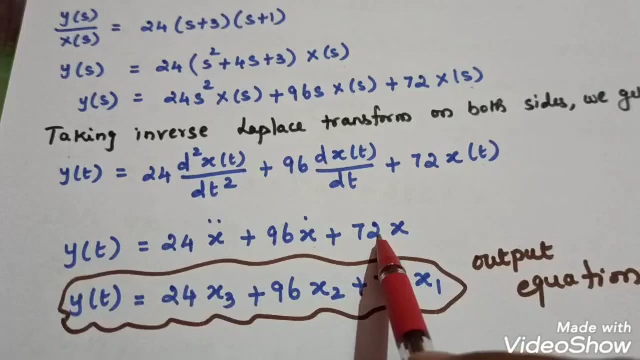 y(s)/x(s) = 24 (s+3) (s+1)
y(s) = 24 ( s² +4s+3) x(s)
y(s) = 24s² x(s) + 96s x(s) + 72 x(s)
Taking inverse Laplace transform on both sides, we
y(t) = 24 d²x(t)/dt² + 96 dx(t)/dt + 72 x(t)
y(t) = 24 ẍ + 96 ẋ + 72 x
y(t) = 24 x₃ + 96 x₂ + x₁
output
equation
Made with
VideoShow